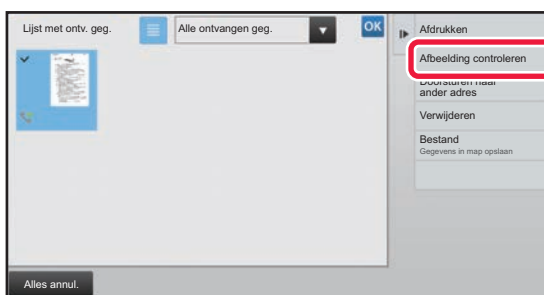 Lijst met ontv. geg.
Alle ontvangen geg.
OK
Afdrukken
Afbeelding controleren
Doorsturen naar
ander adres
Verwijderen
Bestand
Gegevens in map opslaan
Alles annul.